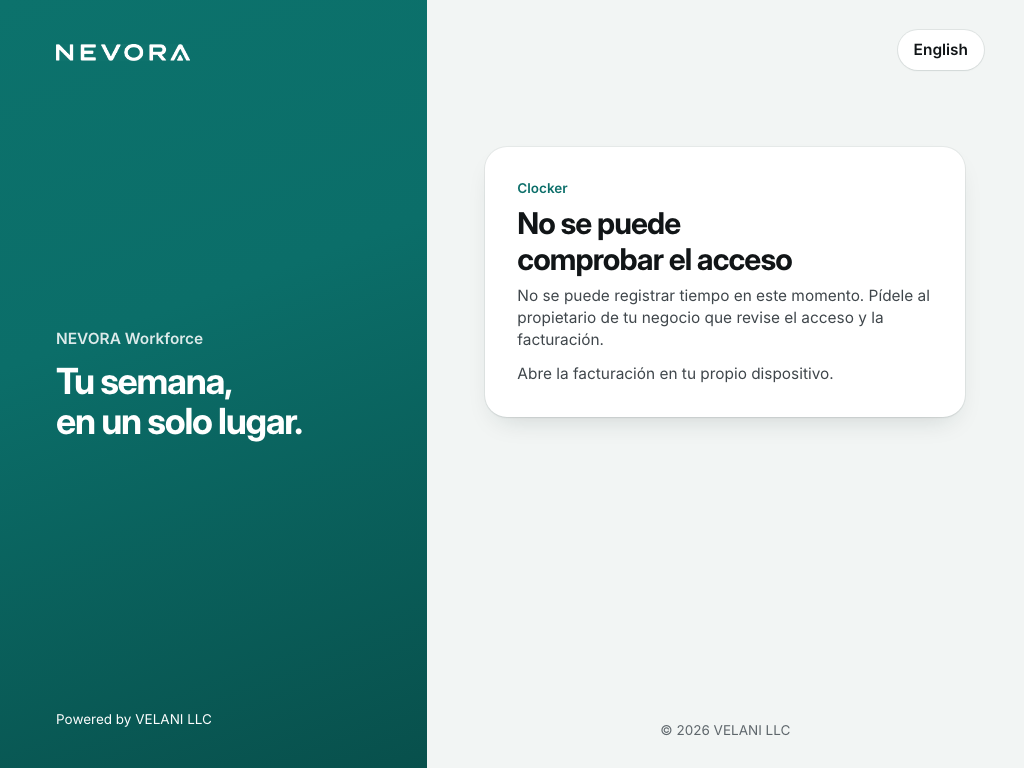 NEVORA
English
NEVORA Workforce
Tu semana,
en un solo lugar.
Powered by VELANI LLC
Clocker
No se puede
comprobar el acceso
No se puede registrar tiempo en este momento. Pídele al
propietario de tu negocio que revise el acceso y la
facturación.
Abre la facturación en tu propio dispositivo.
© 2026 VELANI LLC